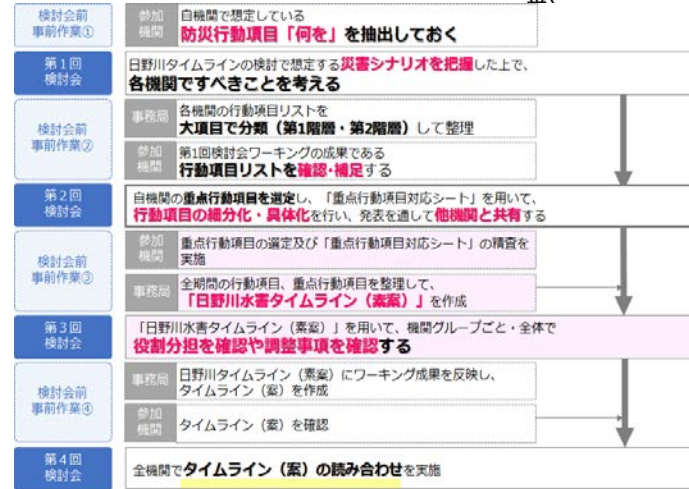 検討会前
事前作業①
参加
機関
自機関で想定している
防災行動項目「何を」を抽出しておく
第1回
検討会
日野川タイムラインの検討で想定する災害シナリオを把握した上で、
各機関ですべきことを考える
検討会前
事前作業②
事務局
各機関の行動項目リストを
大項目で分類（第1階層・第2階層）して整理
参加
機関
第1回検討会ワーキングの成果である
行動項目リストを確認・補足する
第2回
検討会
自機関の重点行動項目を選定し、「重点行動項目対応シート」を用いて、
行動項目の細分化・具体化を行い、発表を通して他機関と共有する
検討会前
事前作業③
参加
機関
重点行動項目の選定及び「重点行動項目対応シート」の精査を
実施
事務局
全期間の行動項目、重点行動項目を整理して、
「日野川水害タイムライン（素案）」を作成
第3回
検討会
「日野川水害タイムライン（素案）」を用いて、機関グループごと・全体で
役割分担を確認や調整事項を確認する
検討会前
事前作業④
事務局
日野川タイムライン（素案）にワーキング成果を反映し、
タイムライン（案）を作成
参加
機関
タイムライン（案）を確認
第4回
検討会
全機関でタイムライン（案）の読み合わせを実施